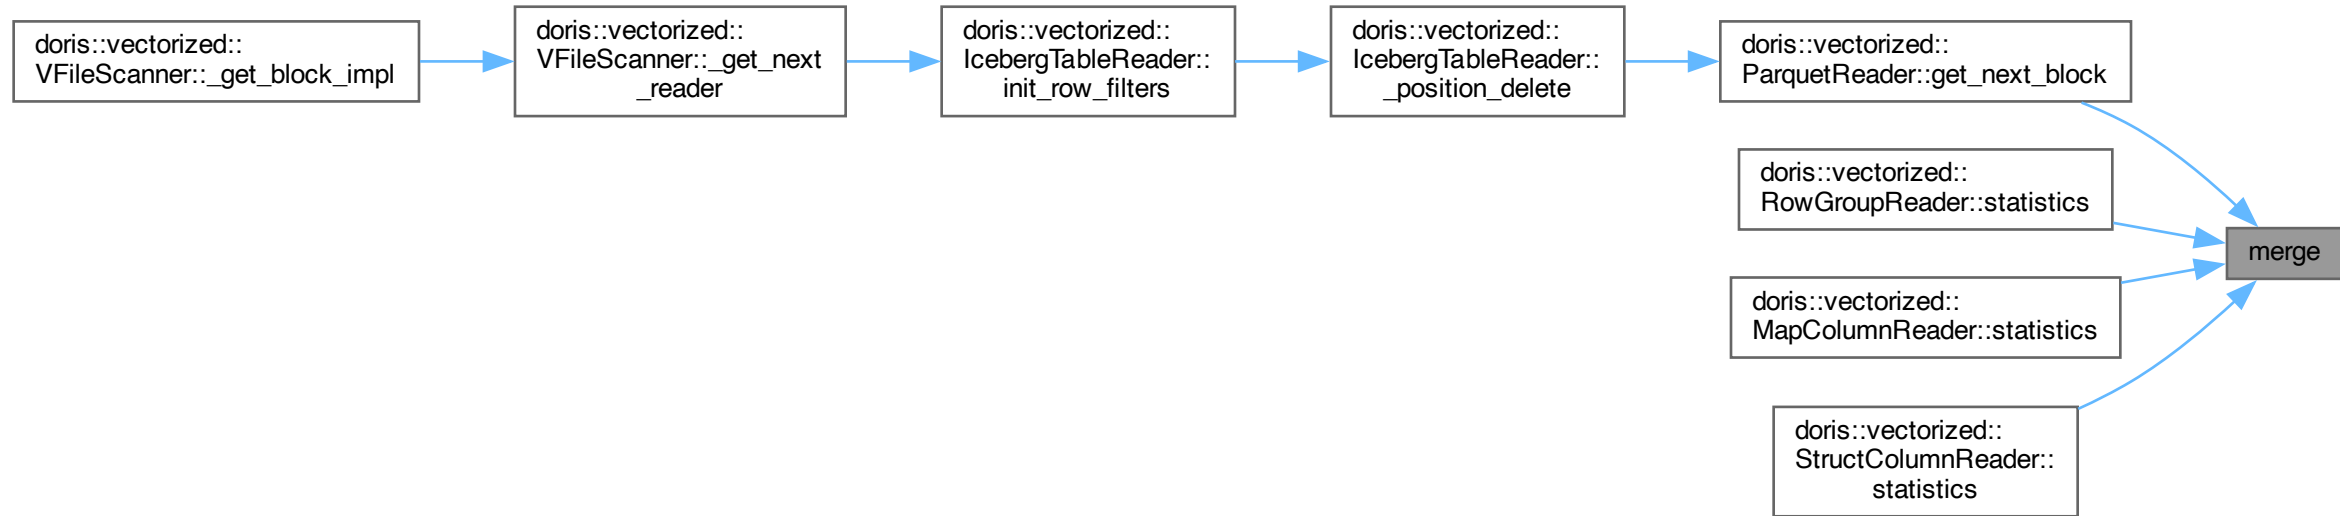 doris::vectorized::
VFileScanner::_get_block_impl
doris::vectorized::
VFileScanner::_get_next
_reader
doris::vectorized::
IcebergTableReader::
init_row_filters
doris::vectorized::
IcebergTableReader::
_position_delete
doris::vectorized::
ParquetReader::get_next_block
doris::vectorized::
RowGroupReader::statistics
merge
doris::vectorized::
MapColumnReader::statistics
doris::vectorized::
StructColumnReader::
statistics